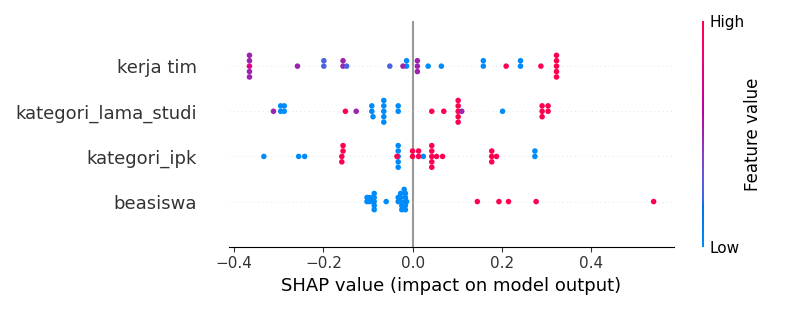 High
kerja tim
kategori_lama_studi
kategori_ipk
beasiswa
Feature value
Low
−0.4 −0.2 0.0 0.2 0.4
SHAP value (impact on model output)